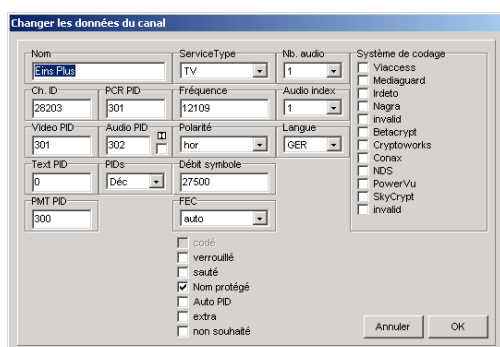 Changer les données du canal
Nom ServiceType Nb. audio Système de codage
Eins Plus TV 1 Viaccess
Mediaguard
Ch. ID PCR PID Fréquence Audio index Irdeto
28203 301 12109 1 Nagra
invalid
Video PID Audio PID Polarité Langue Betacrypt
301 302 hor GER Cryptoworks
Conax
Text PID PIDs Débit symbole NDS
0 Déc 27500 PowerVu
SkyCrypt
PMT PID FEC invalid
300 auto
codé
verrouillé
sauté
Nom protégé
Auto PID
extra
non souhaité
Annuler OK